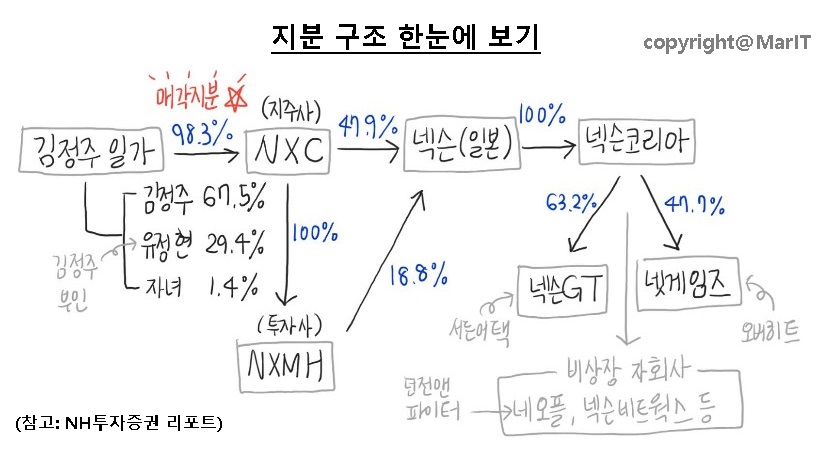 지분 구조 한눈에 보기
copyright@MarIT
매각지분
김정주 일가
98.3%
(지주사)
NXC
47.9%
넥슨(일본)
100%
넥슨코리아
김정주 67.5%
유정현 29.4%
자녀 1.4%
김정주
부인
100%
18.8%
63.2%
47.7%
넥슨GT
넷게임즈
서든어택
오버히트
(투자사)
NXMH
비상장 자회사
던전앤
파이터
네오플, 넥슨비트웍스 등
(참고: NH투자증권 리포트)